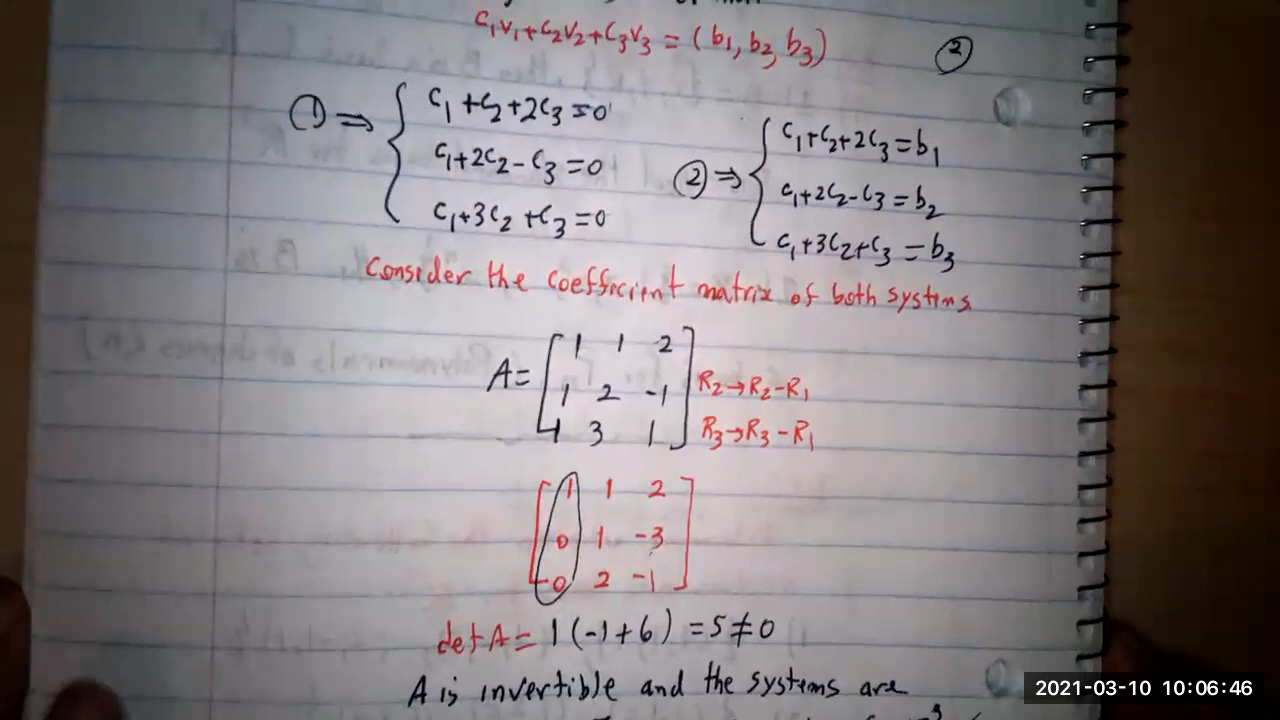 c₁v₁+c₂v₂+c₃v₃=(b₁,b₂,b₃) ②
① ⇒ { c₁+c₂+2c₃=0
c₁+2c₂-c₃=0
c₁+3c₂+c₃=0
② ⇒ { c₁+c₂+2c₃=b₁
c₁+2c₂-c₃=b₂
c₁+3c₂+c₃=b₃
Consider the coefficient matrix of both systems
A= [ 1 1 2
1 2 -1 R₂→R₂-R₁
1 3 1 ] R₃→R₃-R₁
[ 1 1 2
0 1 -3
0 2 -1 ]
det A = 1(-1+6) = 5≠0
A is invertible and the systems are
2021-03-10 10:06:46